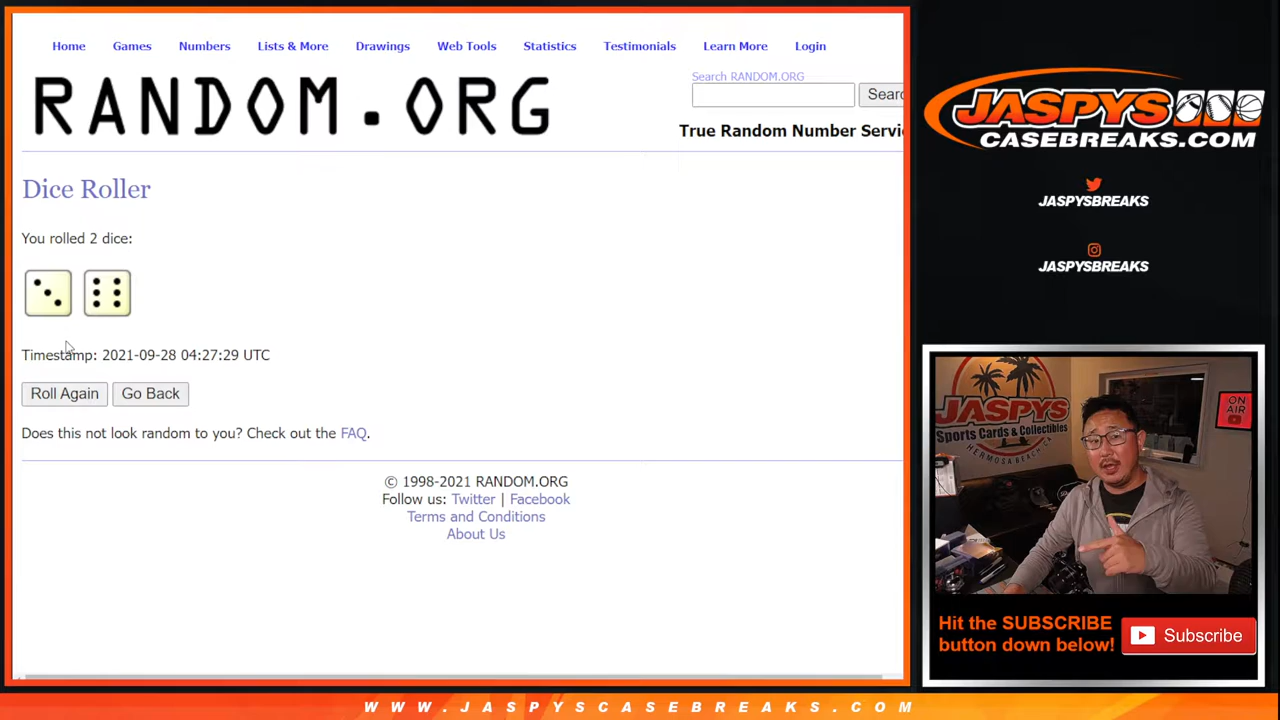 Home Games Numbers Lists & More Drawings Web Tools Statistics Testimonials Learn More Login
RANDOM.ORG
Search RANDOM.ORG
Searc
True Random Number Servi
Dice Roller
You rolled 2 dice:
Timestamp: 2021-09-28 04:27:29 UTC
Roll Again Go Back
Does this not look random to you? Check out the FAQ.
© 1998-2021 RANDOM.ORG
Follow us: Twitter | Facebook
Terms and Conditions
About Us
JASPYS
CASEBREAKS.COM
JASPYSBREAKS
JASPYSBREAKS
JASPYS
Sports Cards & Collectibles
HERMOSA BEACH, CA
ON
AIR
Hit the SUBSCRIBE
button down below!
Subscribe
WWW.JASPYSCASEBREAKS.COM